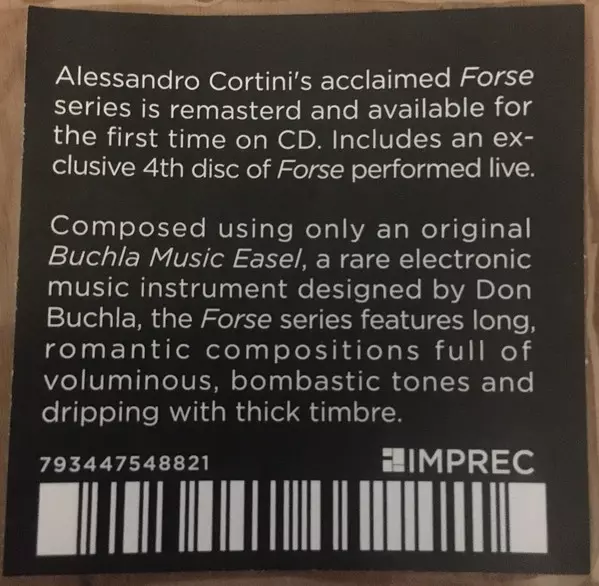 Alessandro Cortini's acclaimed Forse
series is remasterd and available for
the first time on CD. Includes an ex-
clusive 4th disc of Forse performed live.
Composed using only an original
Buchla Music Easel, a rare electronic
music instrument designed by Don
Buchla, the Forse series features long,
romantic compositions full of
voluminous, bombastic tones and
dripping with thick timbre.
793447548821
IMPREC